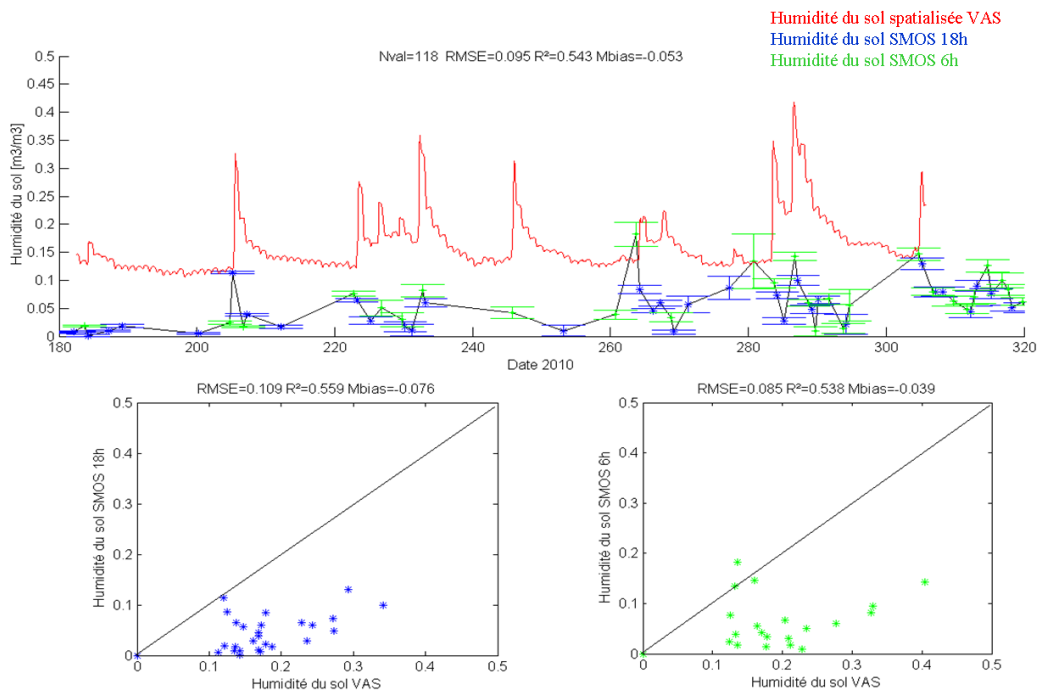 Humidité du sol spatialisée VAS
Humidité du sol SMOS 18h
Humidité du sol SMOS 6h
Nval=118 RMSE=0.095 R²=0.543 Mbias=-0.053
Humidité du sol [m3/m3]
0.5
0.45
0.4
0.35
0.3
0.25
0.2
0.15
0.1
0.05
0
180 200 220 240 260 280 300 320
Date 2010
RMSE=0.109 R²=0.559 Mbias=-0.076
Humidité du sol SMOS 18h
0.5
0.4
0.3
0.2
0.1
0
0 0.1 0.2 0.3 0.4 0.5
Humidité du sol VAS
RMSE=0.085 R²=0.538 Mbias=-0.039
Humidité du sol SMOS 6h
0.5
0.4
0.3
0.2
0.1
0
0 0.1 0.2 0.3 0.4 0.5
Humidité du sol VAS